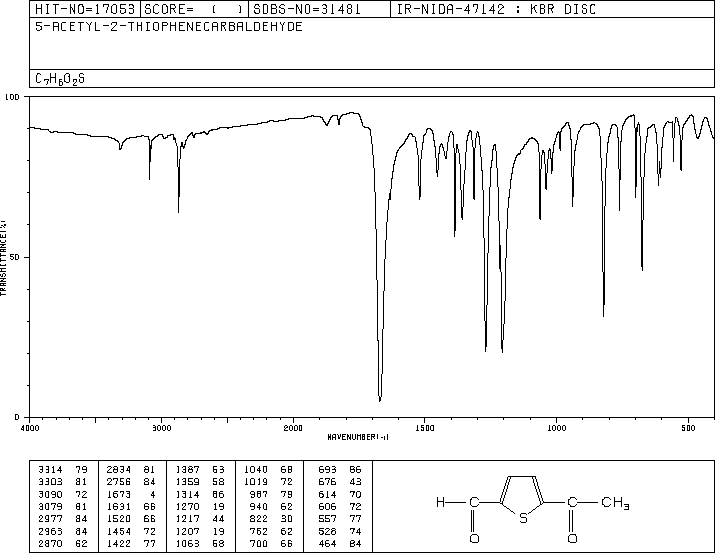 HIT-NO=17053 SCORE= ( ) SDBS-NO=31481 IR-NIDA-47142 : KBR DISC
5-ACETYL-2-THIOPHENECARBALDEHYDE
C7H6O2S
100
50
0
TRANSMITTANCE(%)
4000 3000 2000 1500 1000 500
WAVENUMBER(-1)
3314 79 2834 81 1387 53 1040 68 693 86
3303 81 2756 84 1359 58 1019 72 676 43
3090 72 1673 4 1314 66 987 79 614 70
3079 81 1631 66 1270 19 940 62 606 72
2977 84 1520 66 1217 44 822 30 557 77
2963 84 1454 72 1207 19 762 62 528 74
2870 62 1422 77 1063 58 700 66 464 84
H C S C CH3
O O